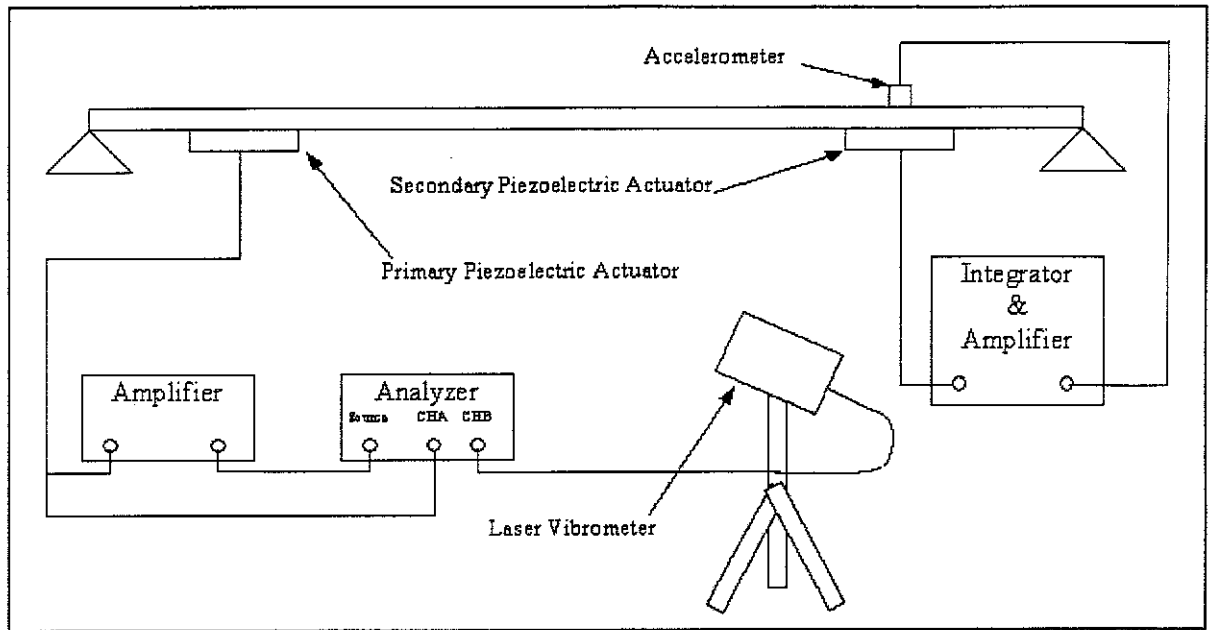 Accelerometer
Secondary Piezoelectric Actuator
Primary Piezoelectric Actuator
Integrator
&
Amplifier
Amplifier
Analyzer
Source CHA CHB
Laser Vibrometer